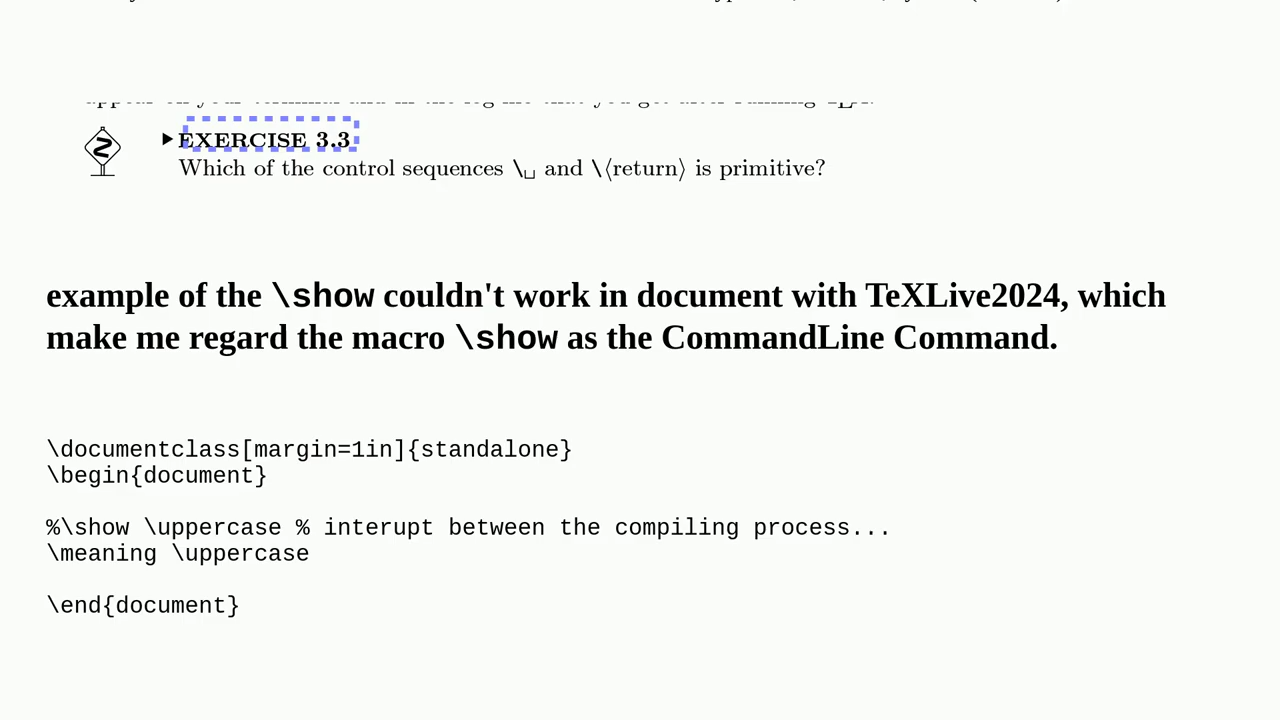 EXERCISE 3.3
Which of the control sequences \␣ and \⟨return⟩ is primitive?
example of the \show couldn't work in document with TeXLive2024, which
make me regard the macro \show as the CommandLine Command.
\documentclass[margin=1in]{standalone}
\begin{document}
%\show \uppercase % interupt between the compiling process...
\meaning \uppercase
\end{document}